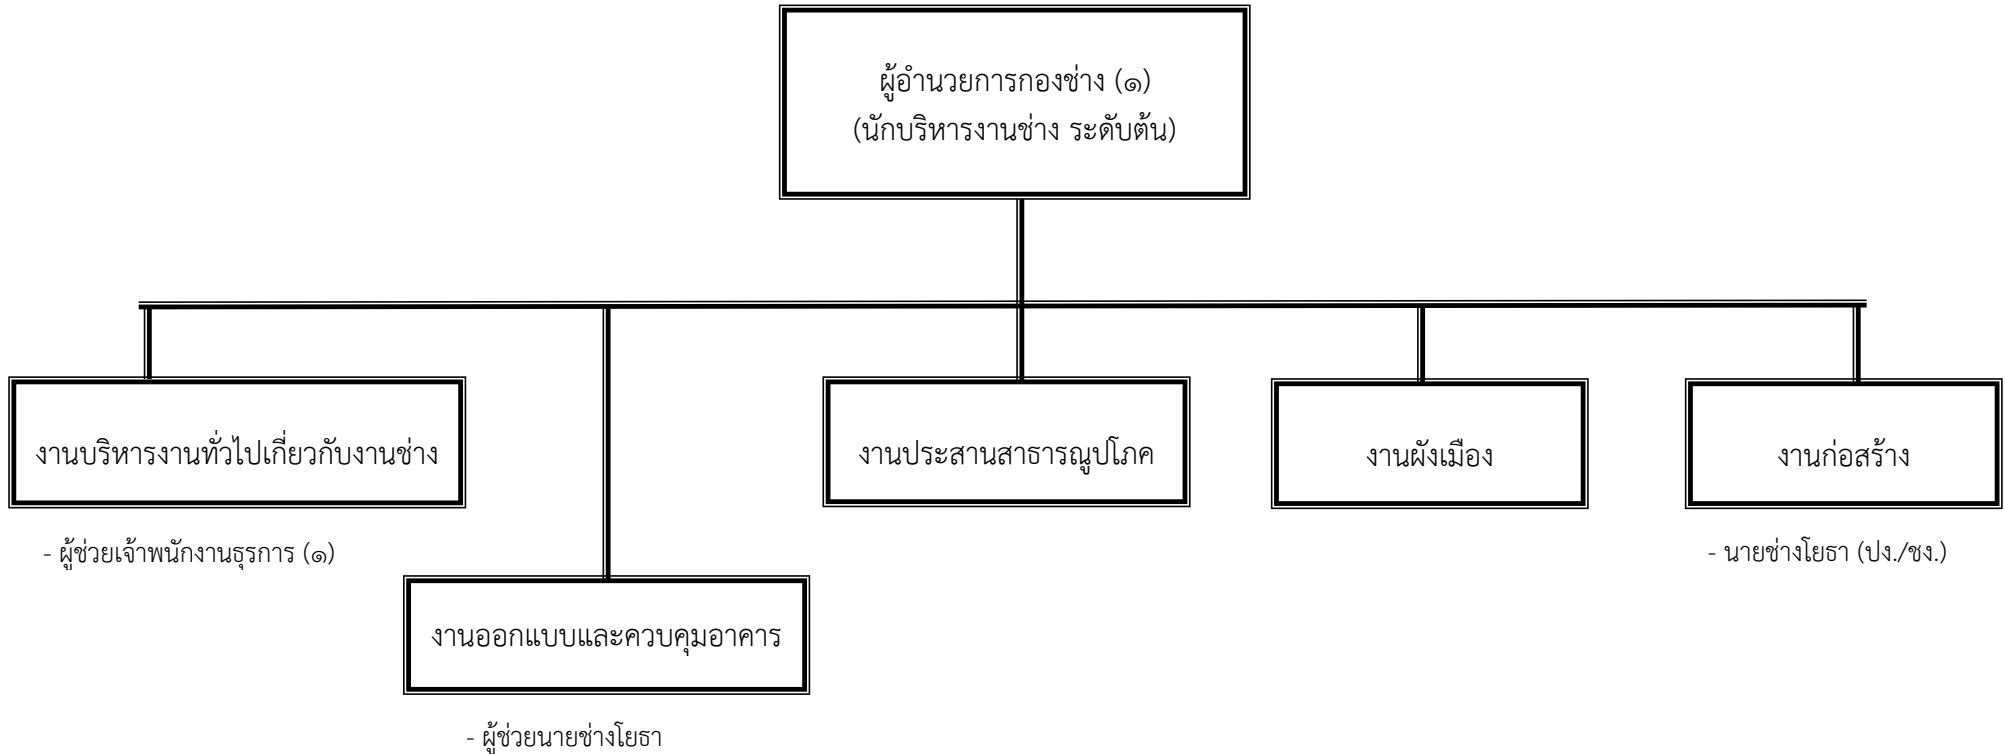 ผู้อำนวยการกองช่าง (๑)
(นักบริหารงานช่าง ระดับต้น)
งานบริหารงานทั่วไปเกี่ยวกับงานช่าง
- ผู้ช่วยเจ้าพนักงานธุรการ (๑)
งานออกแบบและควบคุมอาคาร
- ผู้ช่วยนายช่างโยธา
งานประสานสาธารณูปโภค
งานผังเมือง
งานก่อสร้าง
- นายช่างโยธา (ปง./ชง.)